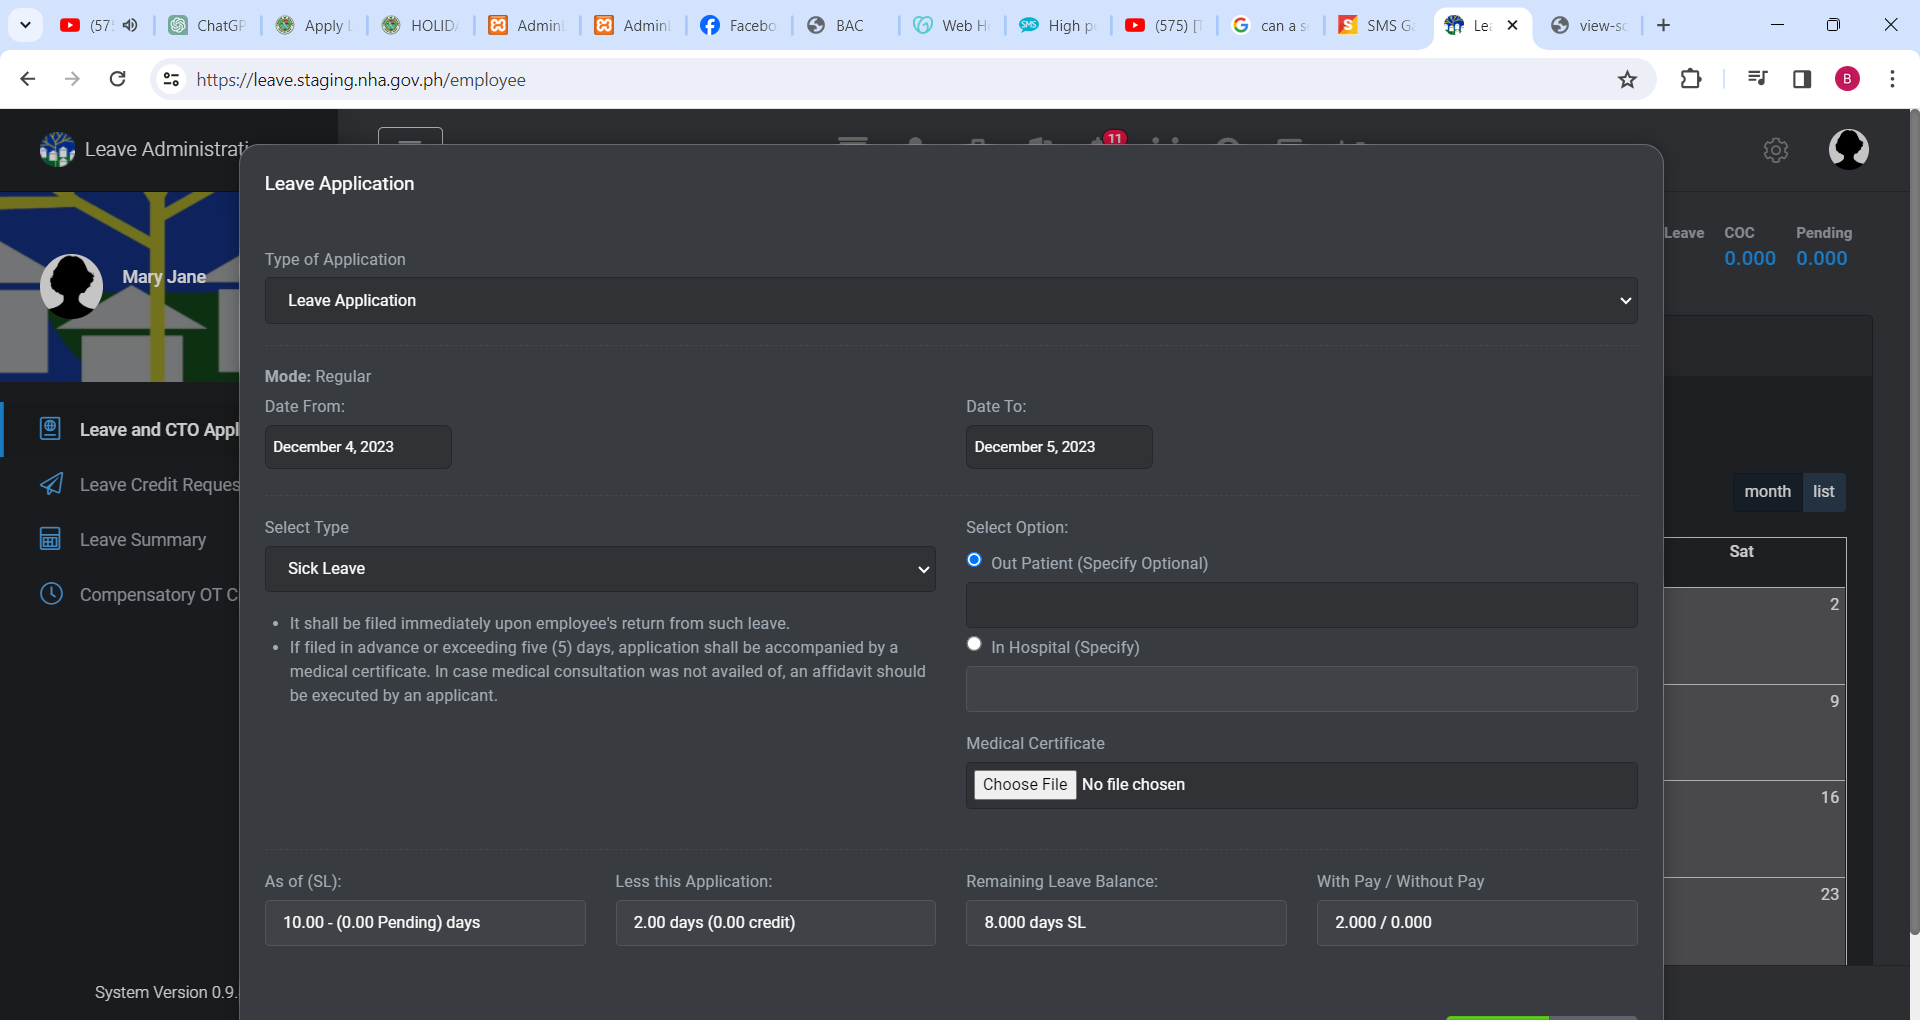 (57
ChatGP
Apply L
HOLID
Admin
Admin
Facebo
BAC
Web H
High p
(575) [
can a s
SMS Ga
Lea
view-so
https://leave.staging.nha.gov.ph/employee
B
Leave Administrati
11
Leave Application
Leave COC Pending
0.000 0.000
Mary Jane
Type of Application
Leave Application
Mode: Regular
Date From: Date To:
December 4, 2023 December 5, 2023
Leave and CTO Appl
Leave Credit Reques
Leave Summary
Compensatory OT C
month list
Select Type
Sick Leave
• It shall be filed immediately upon employee's return from such leave.
• If filed in advance or exceeding five (5) days, application shall be accompanied by a
medical certificate. In case medical consultation was not availed of, an affidavit should
be executed by an applicant.
Select Option:
Out Patient (Specify Optional)
In Hospital (Specify)
Medical Certificate
Choose File No file chosen
Sat
2
9
16
23
As of (SL): Less this Application: Remaining Leave Balance: With Pay / Without Pay
10.00 - (0.00 Pending) days 2.00 days (0.00 credit) 8.000 days SL 2.000 / 0.000
System Version 0.9.